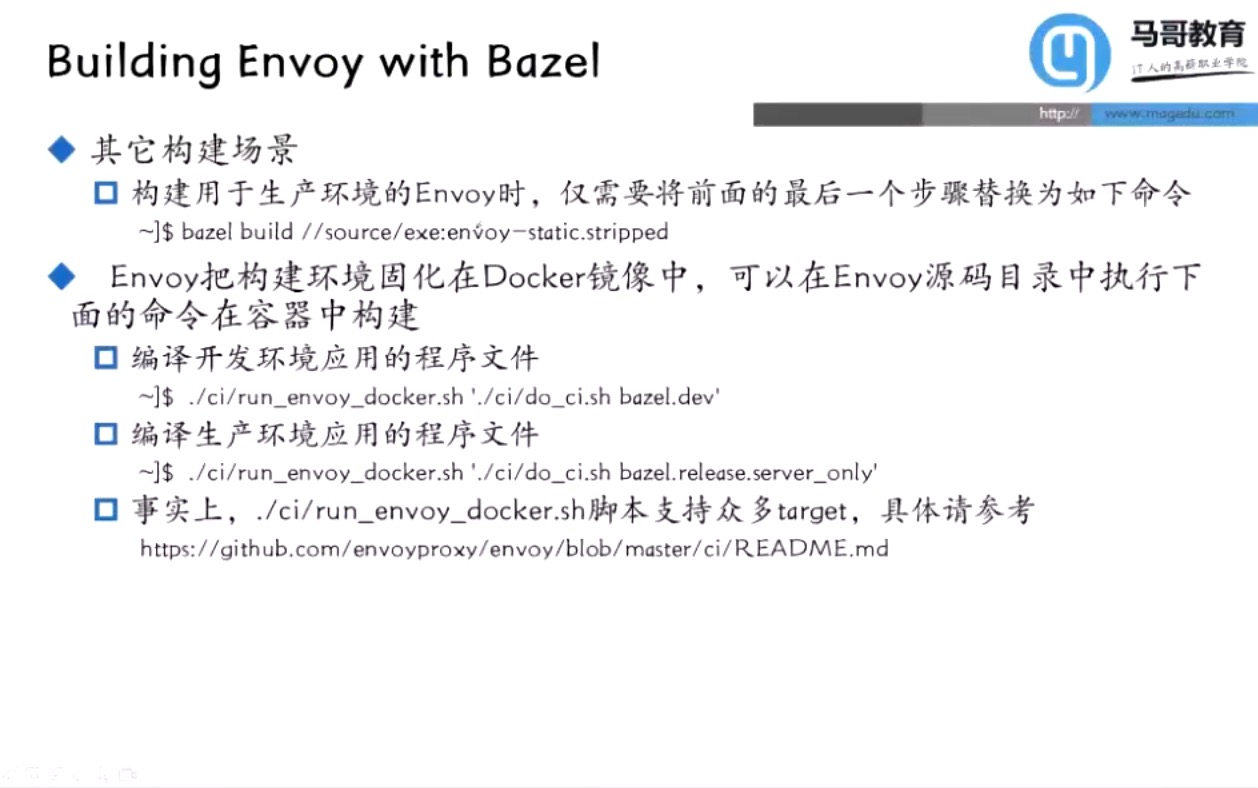 Building Envoy with Bazel
马哥教育
IT人的高薪职业学院
http:// www.magedu.com
其它构建场景
构建用于生产环境的Envoy时，仅需要将前面的最后一个步骤替换为如下命令
~]$ bazel build //source/exe:envoy-static.stripped
Envoy把构建环境固化在Docker镜像中，可以在Envoy源码目录中执行下
面的命令在容器中构建
编译开发环境应用的程序文件
~]$ ./ci/run_envoy_docker.sh './ci/do_ci.sh bazel.dev'
编译生产环境应用的程序文件
~]$ ./ci/run_envoy_docker.sh './ci/do_ci.sh bazel.release.server_only'
事实上，./ci/run_envoy_docker.sh脚本支持众多target，具体请参考
https://github.com/envoyproxy/envoy/blob/master/ci/README.md